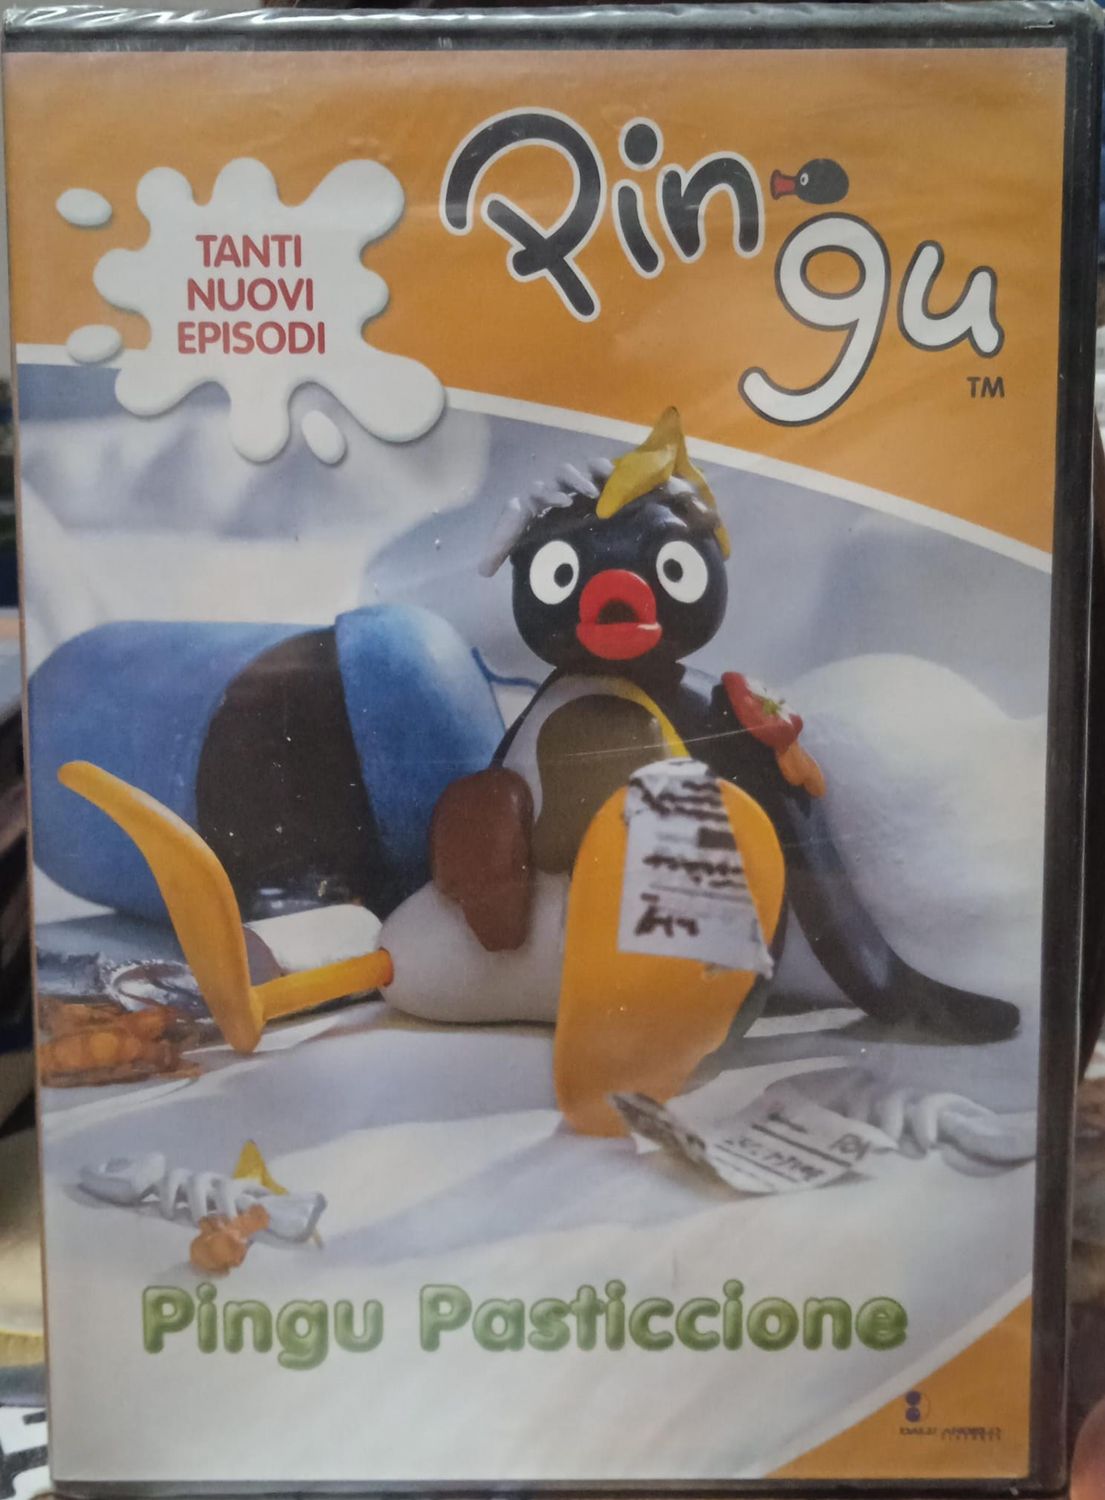 TANTI
NUOVI
EPISODI
Pingu
TM
Pingu Pasticcione